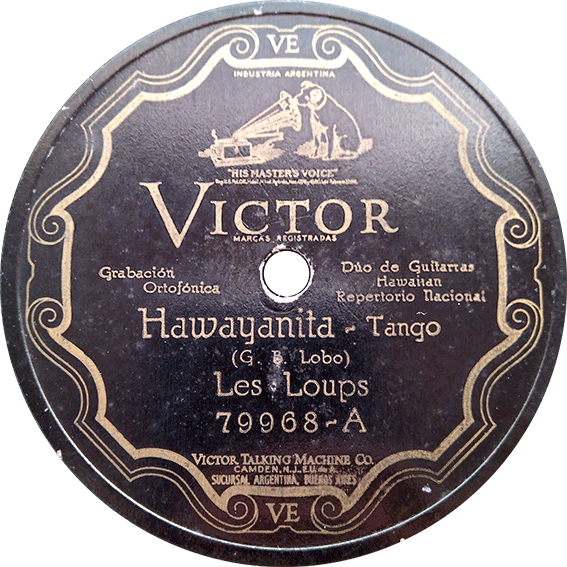 VE
INDUSTRIA ARGENTINA
"HIS MASTER'S VOICE"
VICTOR
MARCAS REGISTRADAS
Grabación
Ortofónica
Dúo de Guitarras
Hawaiian
Repertorio Nacional
Hawayanita - Tango
(G. B. Lobo)
Les Loups
79968-A
VICTOR TALKING MACHINE CO.
CAMDEN, N.J., E.U. de A.
SUCURSAL ARGENTINA, BUENOS AIRES
VE